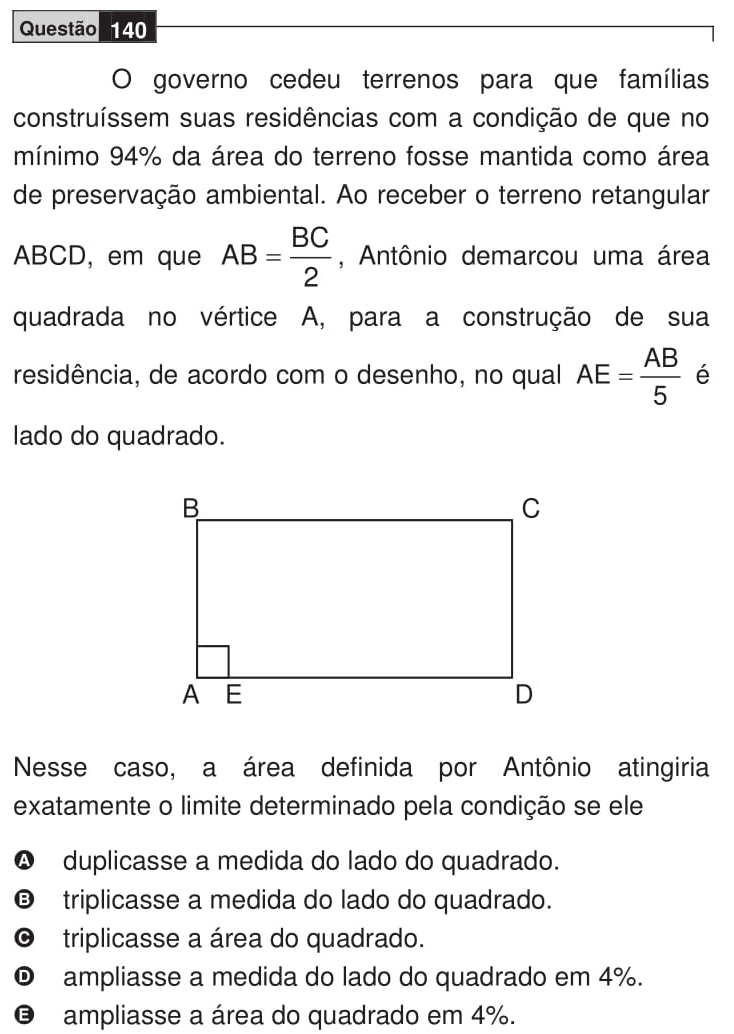 Questão 140
O governo cedeu terrenos para que famílias
construíssem suas residências com a condição de que no
mínimo 94% da área do terreno fosse mantida como área
de preservação ambiental. Ao receber o terreno retangular
ABCD, em que AB = BC/2, Antônio demarcou uma área
quadrada no vértice A, para a construção de sua
residência, de acordo com o desenho, no qual AE = AB/5 é
lado do quadrado.
B C
A E D
Nesse caso, a área definida por Antônio atingiria
exatamente o limite determinado pela condição se ele
A duplicasse a medida do lado do quadrado.
B triplicasse a medida do lado do quadrado.
C triplicasse a área do quadrado.
D ampliasse a medida do lado do quadrado em 4%.
E ampliasse a área do quadrado em 4%.